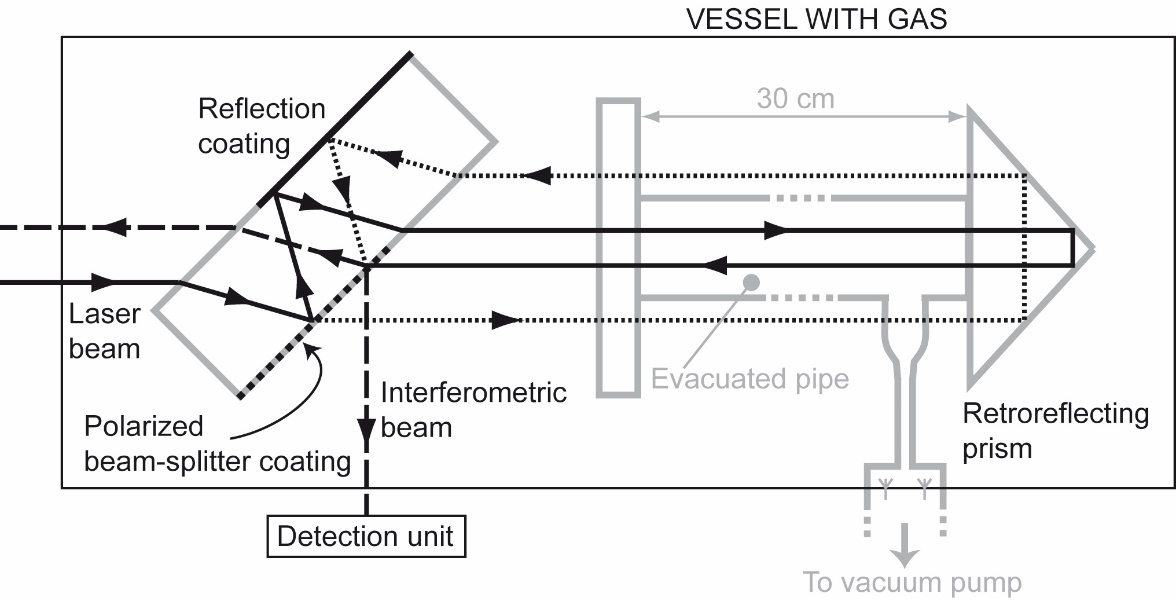 VESSEL WITH GAS
Reflection
coating
30 cm
Laser
beam
Evacuated pipe
Interferometric
beam
Retroreflecting
prism
Polarized
beam-splitter coating
Detection unit
To vacuum pump